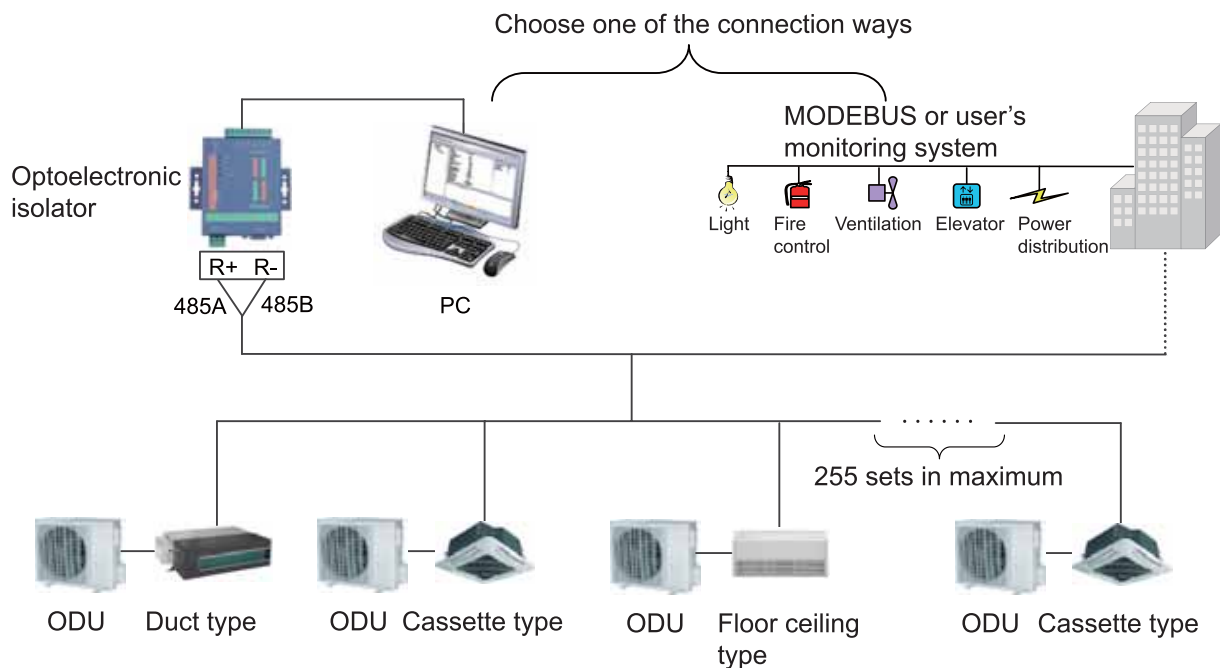 Choose one of the connection ways
MODEBUS or user's
monitoring system
Optoelectronic
isolator
Light
Fire
control
Ventilation
Elevator
Power
distribution
R+ R-
485A
485B
PC
255 sets in maximum
ODU
Duct type
ODU
Cassette type
ODU
Floor ceiling
type
ODU
Cassette type